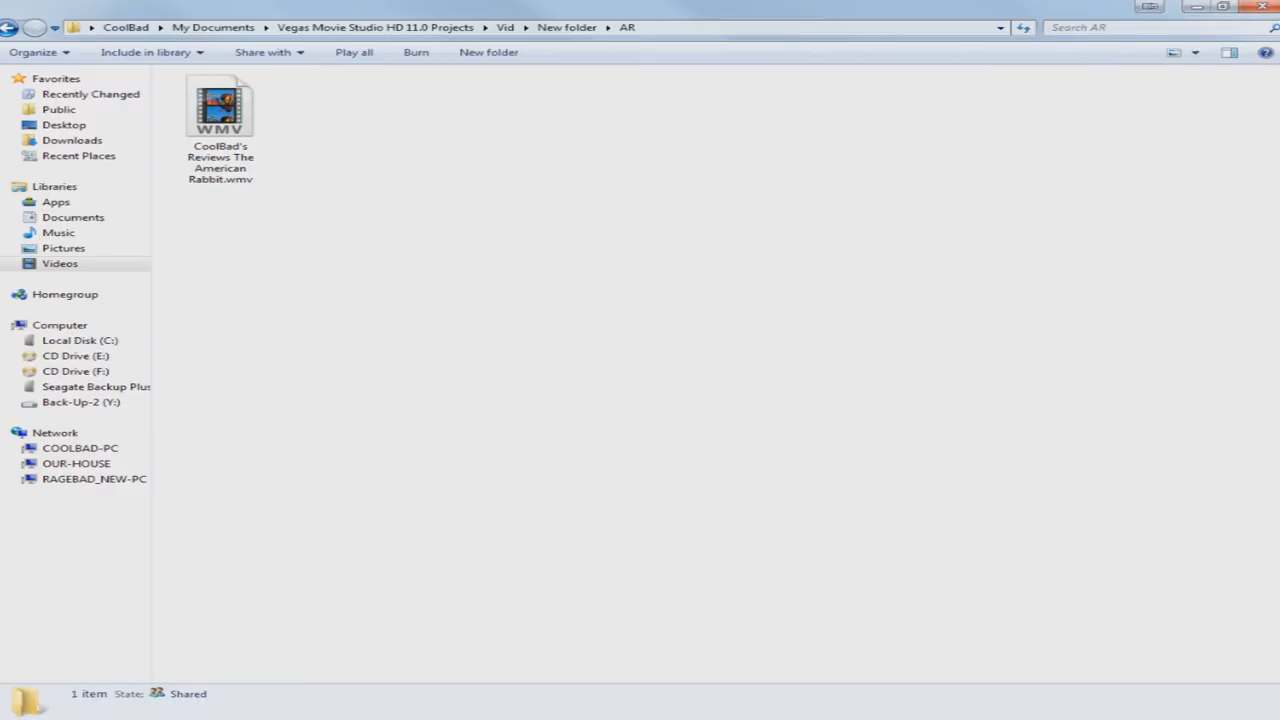 CoolBad My Documents Vegas Movie Studio HD 11.0 Projects Vid New folder AR Search AR
Organize Include in library Share with Play all Burn New folder
Favorites
Recently Changed
Public
Desktop
Downloads
Recent Places
Libraries
Apps
Documents
Music
Pictures
Videos
Homegroup
Computer
Local Disk (C:)
CD Drive (E:)
CD Drive (F:)
Seagate Backup Plus
Back-Up-2 (Y:)
Network
COOLBAD-PC
OUR-HOUSE
RAGEBAD_NEW-PC
WMV
CoolBad's
Reviews The
American
Rabbit.wmv
1 item State: Shared